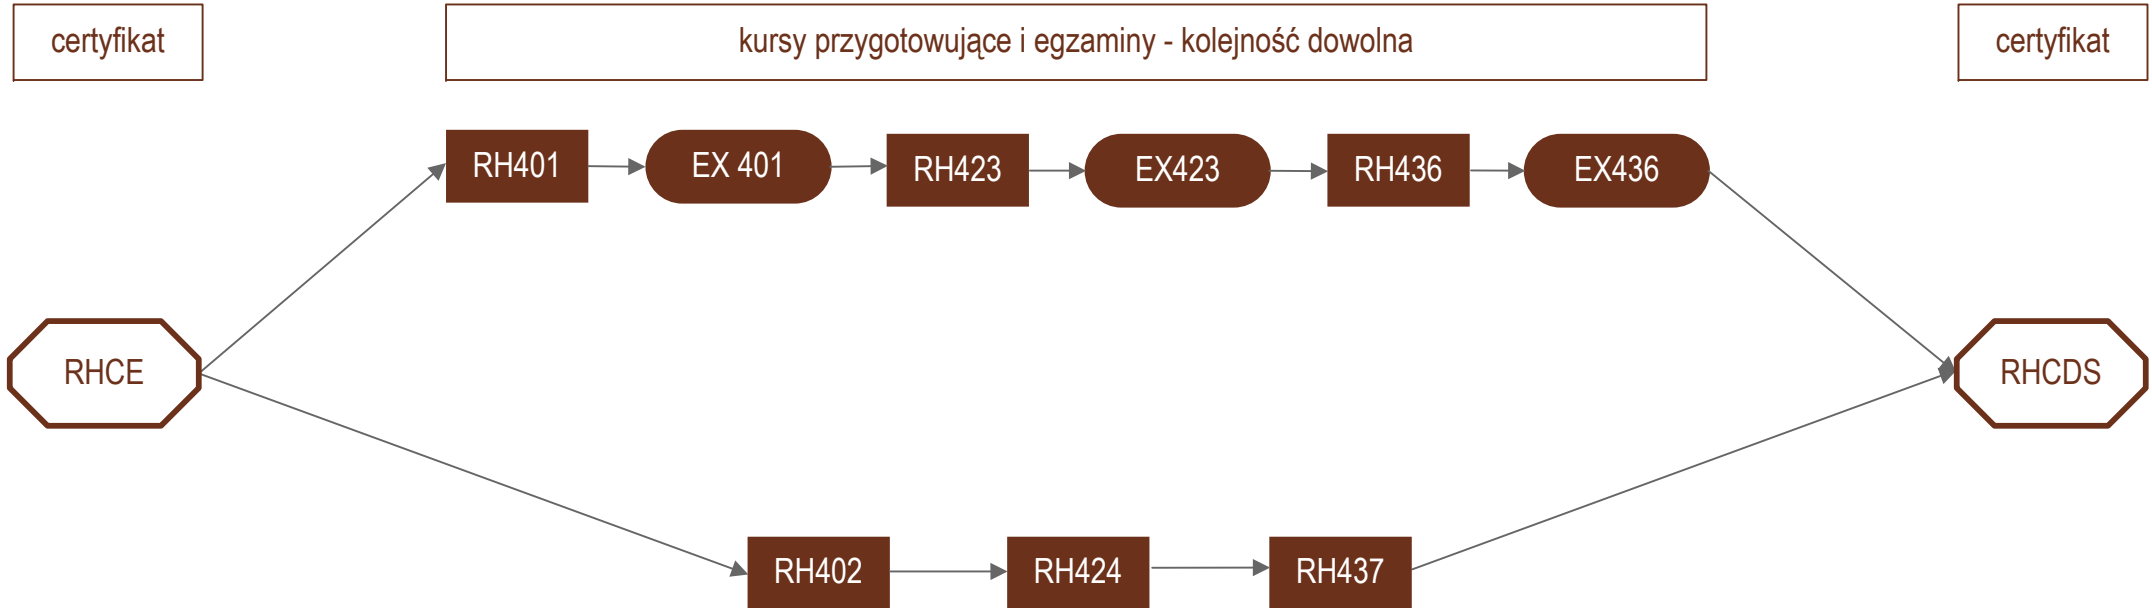 certyfikat
kursy przygotowujące i egzaminy - kolejność dowolna
certyfikat
RH401
EX 401
RH423
EX423
RH436
EX436
RHCE
RHCDS
RH402
RH424
RH437